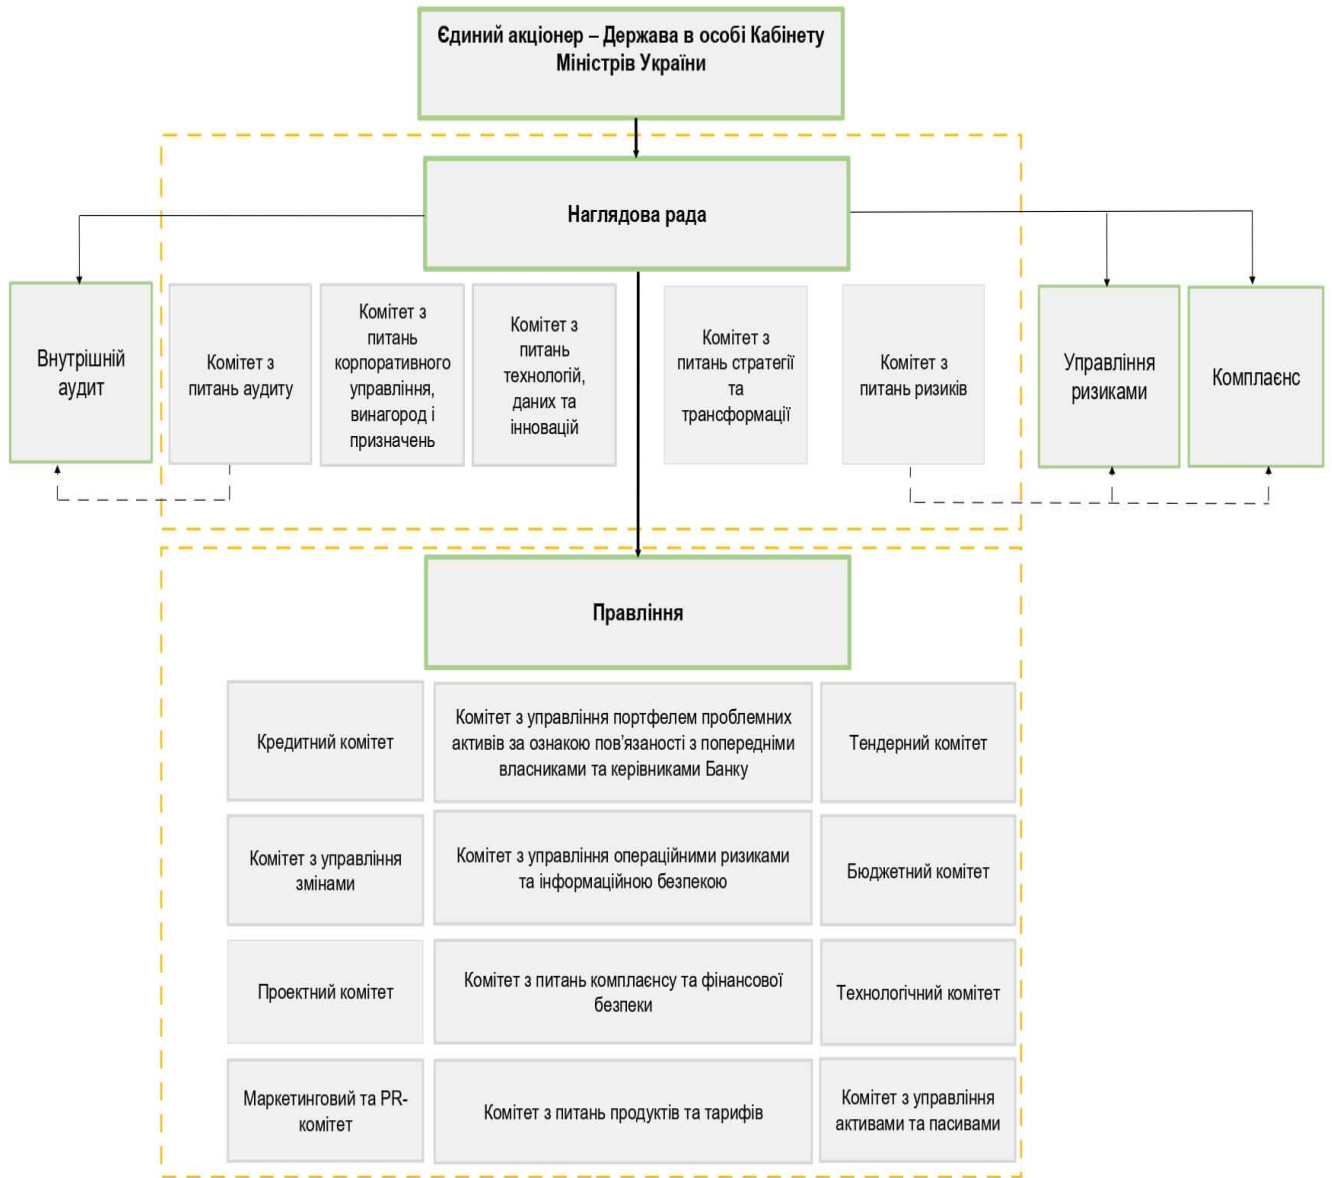 Єдиний акціонер – Держава в особі Кабінету
Міністрів України
Наглядова рада
Внутрішній
аудит
Комітет з
питань аудиту
Комітет з
питань
корпоративного
управління,
винагород і
призначень
Комітет з
питань
технологій,
даних та
інновацій
Комітет з
питань стратегії
та
трансформації
Комітет з
питань ризиків
Управління
ризиками
Комплаєнс
Правління
Кредитний комітет
Комітет з управління портфелем проблемних
активів за ознакою пов’язаності з попередніми
власниками та керівниками Банку
Тендерний комітет
Комітет з управління
змінами
Комітет з управління операційними ризиками
та інформаційною безпекою
Бюджетний комітет
Проектний комітет
Комітет з питань комплаєнсу та фінансової
безпеки
Технологічний комітет
Маркетинговий та PR-
комітет
Комітет з питань продуктів та тарифів
Комітет з управління
активами та пасивами